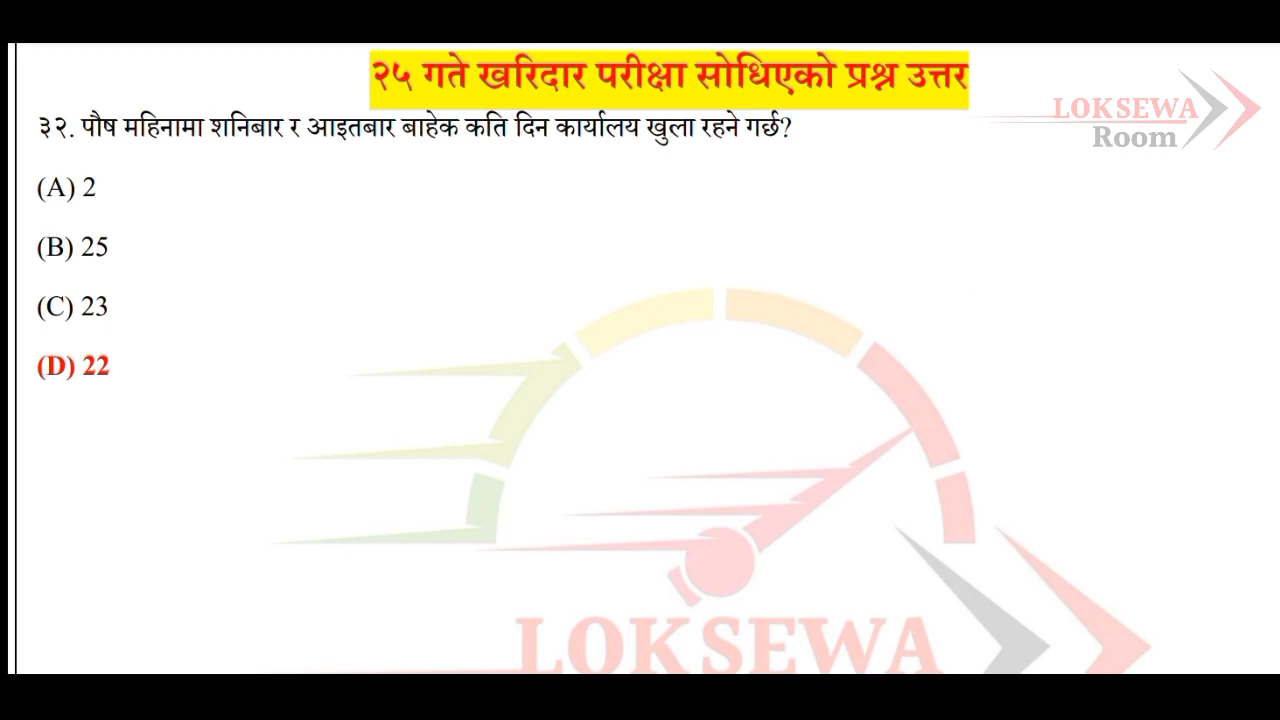 २५ गते खरिदार परीक्षा सोधिएको प्रश्न उत्तर
LOKSEWA
Room
३२. पौष महिनामा शनिबार र आइतबार बाहेक कति दिन कार्यालय खुला रहने गर्छ?
(A) 2
(B) 25
(C) 23
(D) 22
LOKSEWA